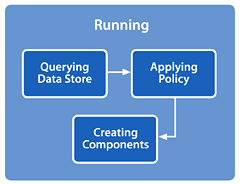 Running
Querying
Data Store
Applying
Policy
Creating
Components